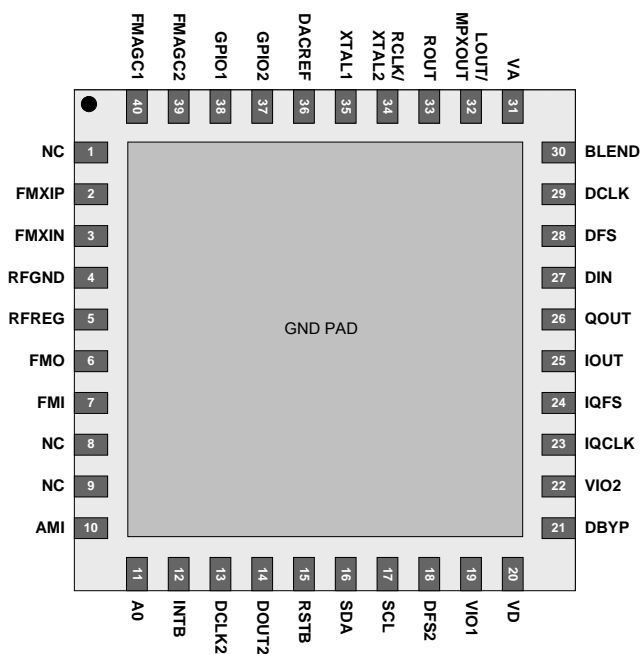 FMAGC1
FMAGC2
GPIO1
GPIO2
DACREF
XTAL1
RCLK/
XTAL2
ROUT
LOUT/
MPXOUT
VA
40
39
38
37
36
35
34
33
32
31
NC 1
FMXIP 2
FMXIN 3
RFGND 4
RFREG 5
FMO 6
FMI 7
NC 8
NC 9
AMI 10
GND PAD
30 BLEND
29 DCLK
28 DFS
27 DIN
26 QOUT
25 IOUT
24 IQFS
23 IQCLK
22 VIO2
21 DBYP
11
12
13
14
15
16
17
18
19
20
A0
INTB
DCLK2
DOUT2
RSTB
SDA
SCL
DFS2
VIO1
VD